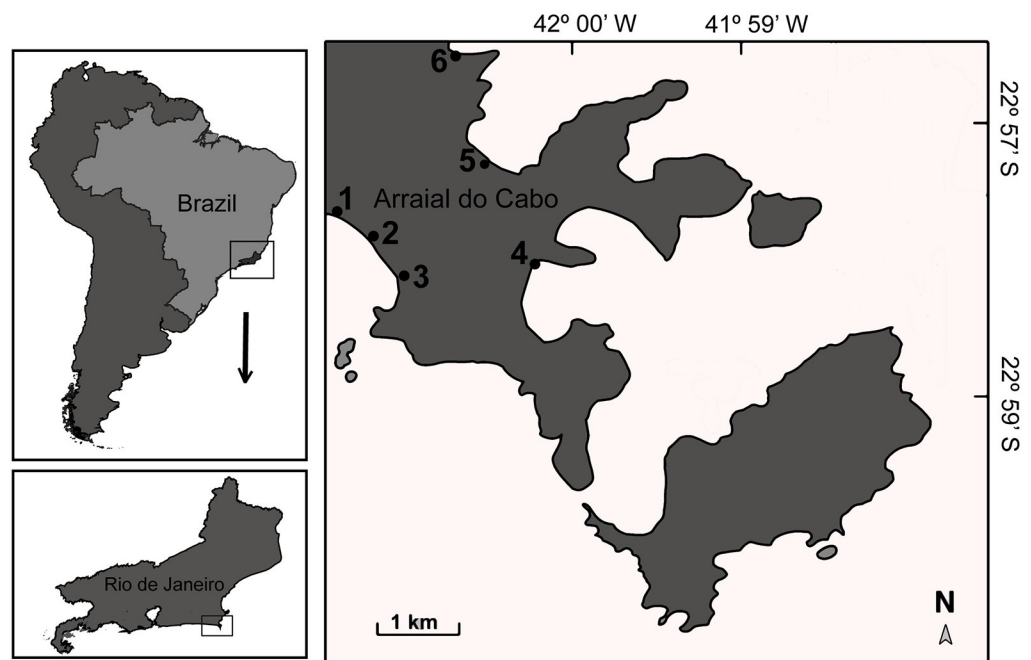 42º 00' W
41º 59' W
6
22º 57' S
5
Arraial do Cabo
1
2
4
3
Brazil
22º 59' S
Rio de Janeiro
1 km
N